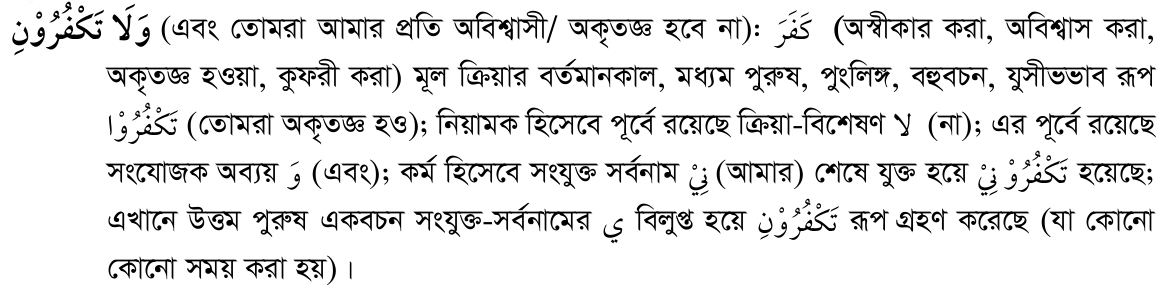 وَلَا تَكْفُرُوْنِ (এবং তোমরা আমার প্রতি অবিশ্বাসী/ অকৃতজ্ঞ হবে না): كَفَرَ (অস্বীকার করা, অবিশ্বাস করা,
অকৃতজ্ঞ হওয়া, কুফরী করা) মূল ক্রিয়ার বর্তমানকাল, মধ্যম পুরুষ, পুংলিঙ্গ, বহুবচন, যুসীভভাব রূপ
تَكْفُرُوْا (তোমরা অকৃতজ্ঞ হও); নিয়ামক হিসেবে পূর্বে রয়েছে ক্রিয়া-বিশেষণ لا (না); এর পূর্বে রয়েছে
সংযোজক অব্যয় وَ (এবং); কর্ম হিসেবে সংযুক্ত সর্বনাম نِيْ (আমার) শেষে যুক্ত হয়ে تَكْفُرُوْ نِيْ হয়েছে;
এখানে উত্তম পুরুষ একবচন সংযুক্ত-সর্বনামের ي বিলুপ্ত হয়ে تَكْفُرُوْنِ রূপ গ্রহণ করেছে (যা কোনো
কোনো সময় করা হয়)।